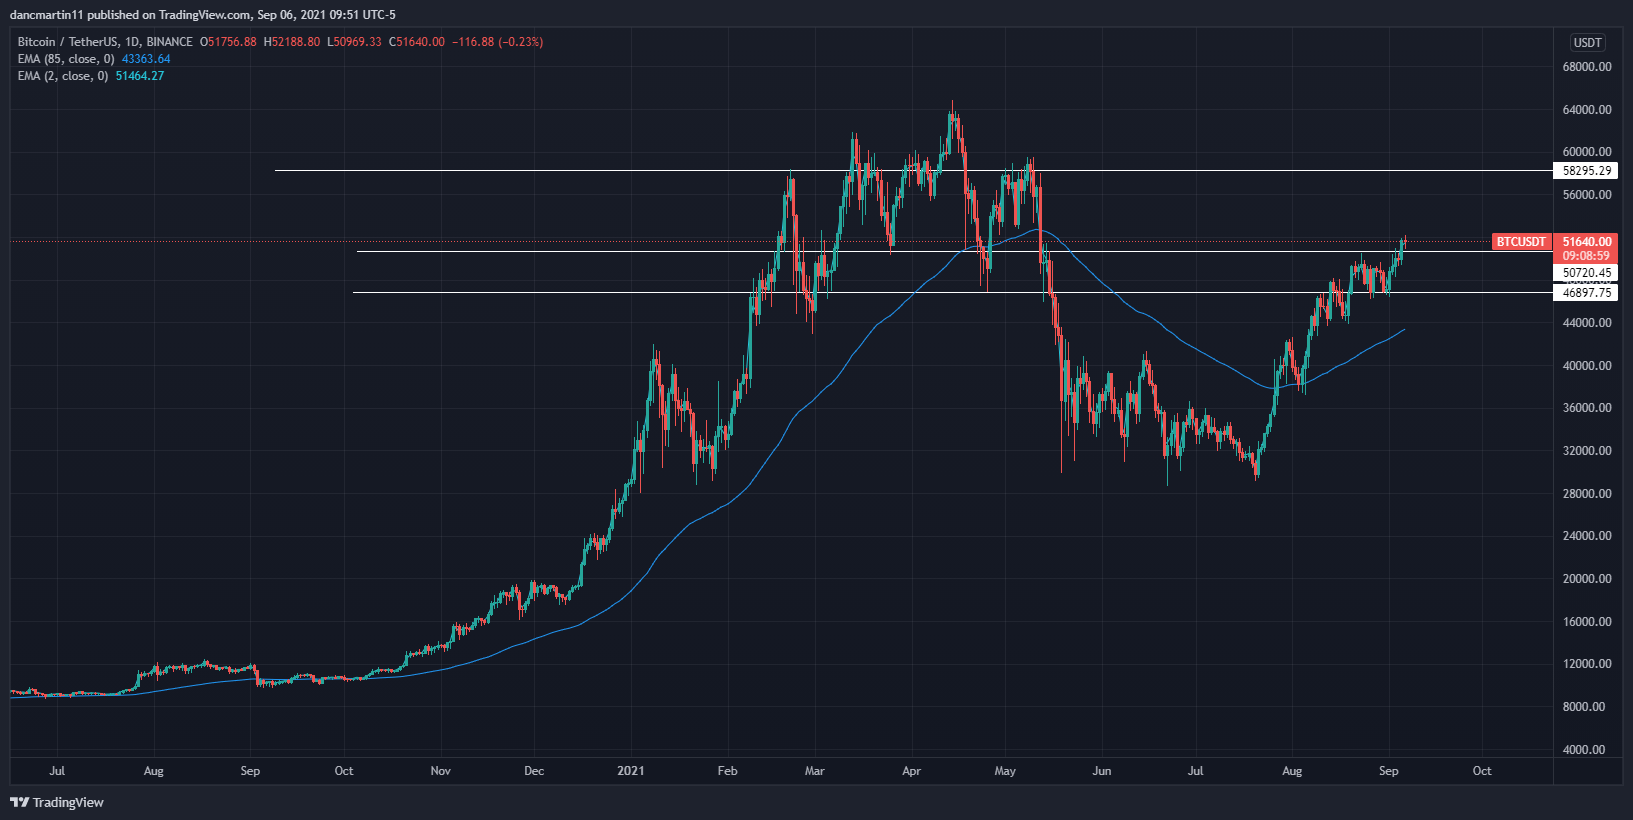 dancmartin11 published on TradingView.com, Sep 06, 2021 09:51 UTC-5
Bitcoin / TetherUS, 1D, BINANCE O51756.88 H52188.80 L50969.33 C51640.00 −116.88 (−0.23%)
EMA (85, close, 0) 43363.64
EMA (2, close, 0) 51464.27
USDT
68000.00
64000.00
60000.00
58295.29
56000.00
BTCUSDT 51640.00
09:08:59
50720.45
46897.75
44000.00
40000.00
36000.00
32000.00
28000.00
24000.00
20000.00
16000.00
12000.00
8000.00
4000.00
Jul Aug Sep Oct Nov Dec 2021 Feb Mar Apr May Jun Jul Aug Sep Oct
TradingView